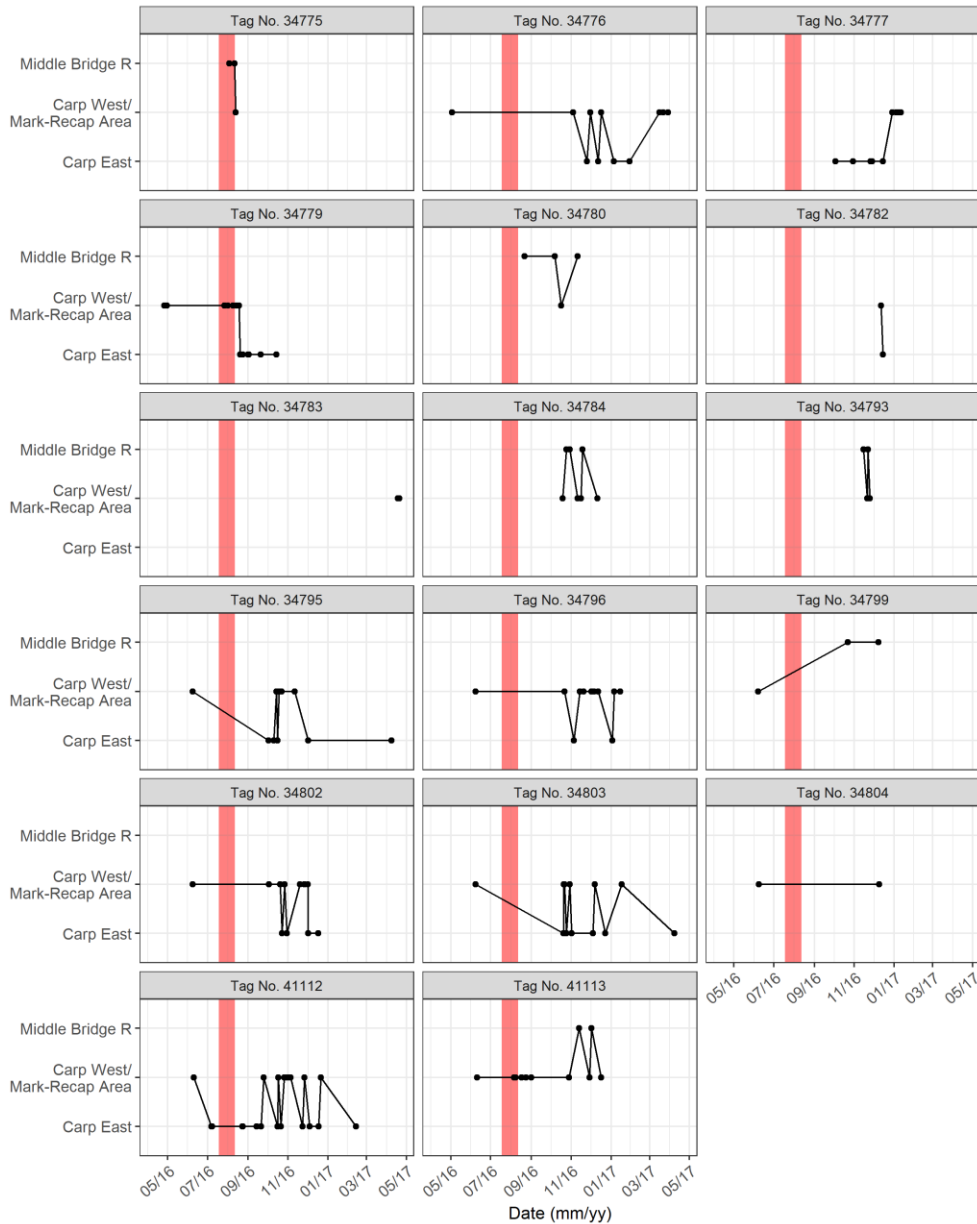 Tag No. 34775
Tag No. 34776
Tag No. 34777
Middle Bridge R
Carp West/
Mark-Recap Area
Carp East
Tag No. 34779
Tag No. 34780
Tag No. 34782
Middle Bridge R
Carp West/
Mark-Recap Area
Carp East
Tag No. 34783
Tag No. 34784
Tag No. 34793
Middle Bridge R
Carp West/
Mark-Recap Area
Carp East
Tag No. 34795
Tag No. 34796
Tag No. 34799
Middle Bridge R
Carp West/
Mark-Recap Area
Carp East
Tag No. 34802
Tag No. 34803
Tag No. 34804
Middle Bridge R
Carp West/
Mark-Recap Area
Carp East
05/16 07/16 09/16 11/16 01/17 03/17 05/17
Tag No. 41112
Tag No. 41113
Middle Bridge R
Carp West/
Mark-Recap Area
Carp East
05/16 07/16 09/16 11/16 01/17 03/17 05/17
05/16 07/16 09/16 11/16 01/17 03/17 05/17
Date (mm/yy)